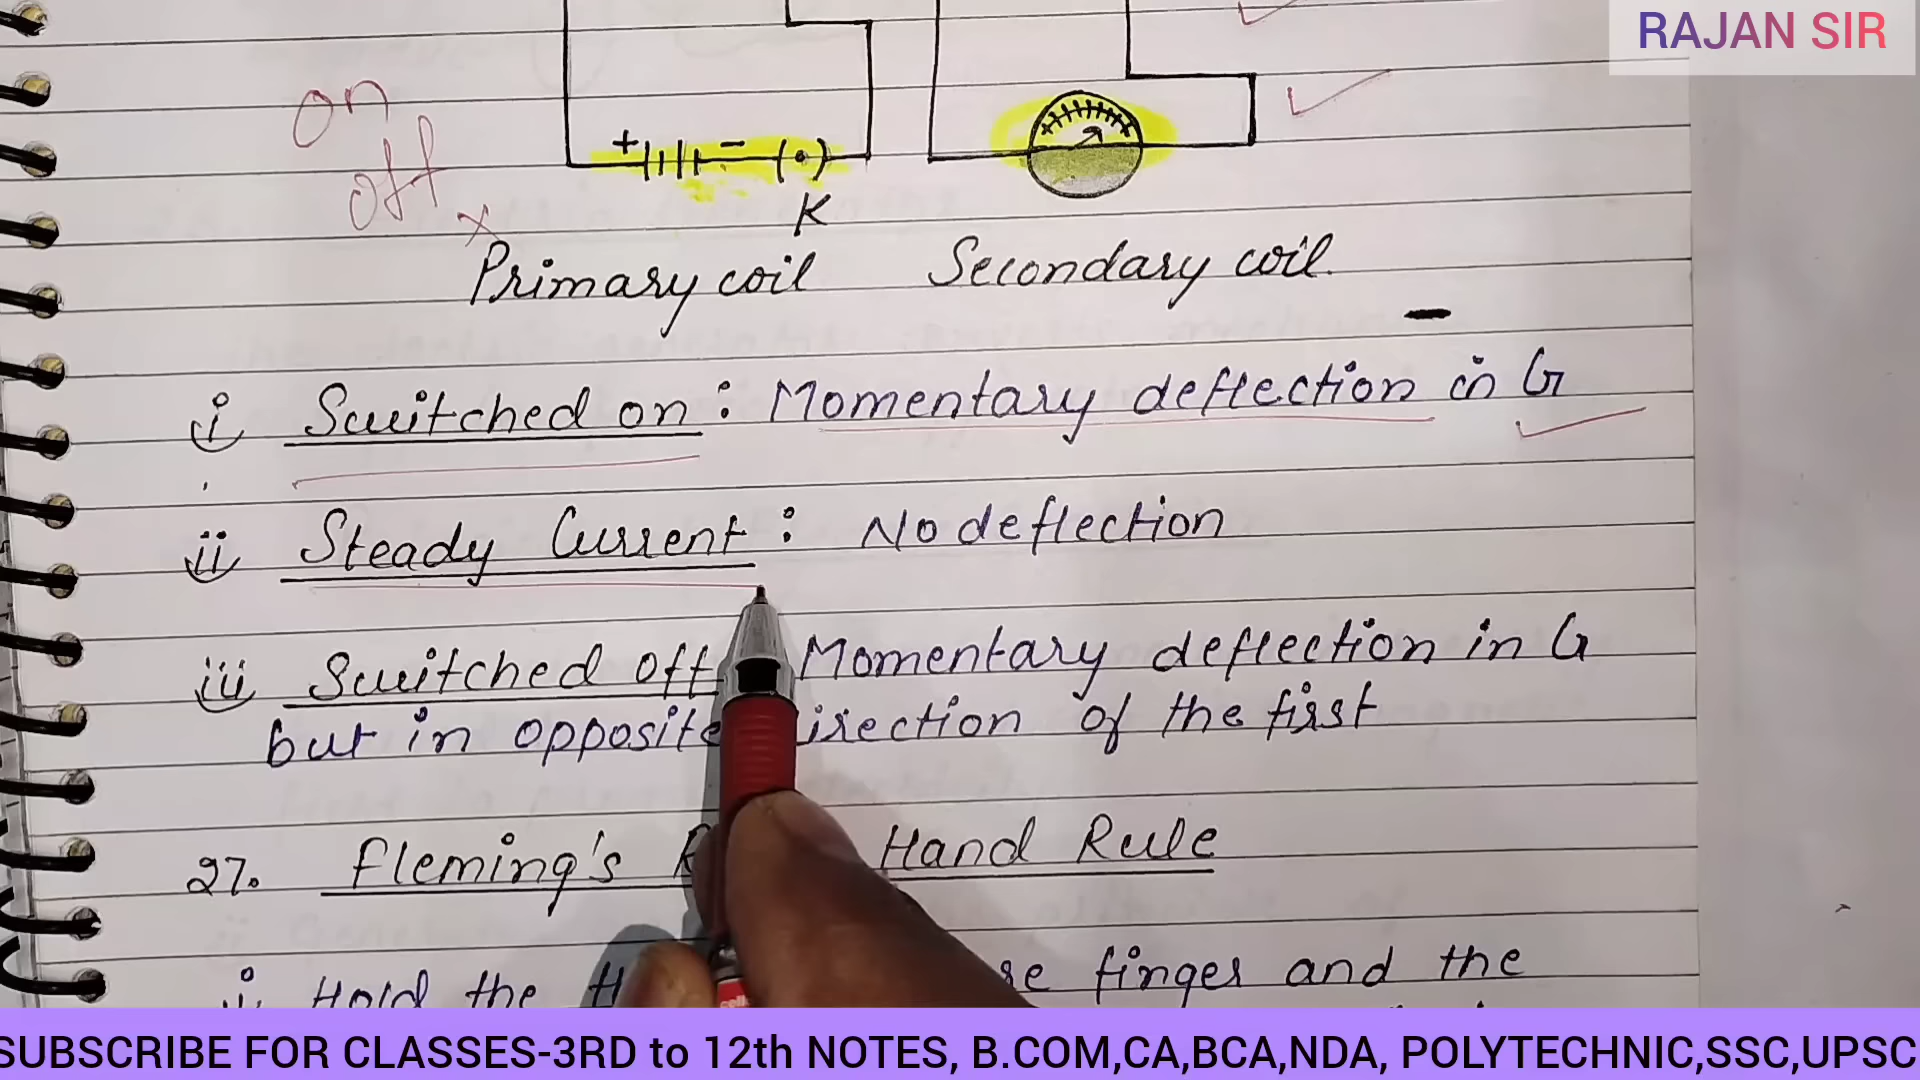 RAJAN SIR
on
off
+ -
K
Primary coil Secondary coil.
i Switched on : Momentary deflection in G
ii Steady Current : No deflection
iii Switched off Momentary deflection in G
but in opposite irection of the first
27. Fleming's Hand Rule
i Hold the finger and the
SUBSCRIBE FOR CLASSES-3RD to 12th NOTES, B.COM,CA,BCA,NDA, POLYTECHNIC,SSC,UPSC